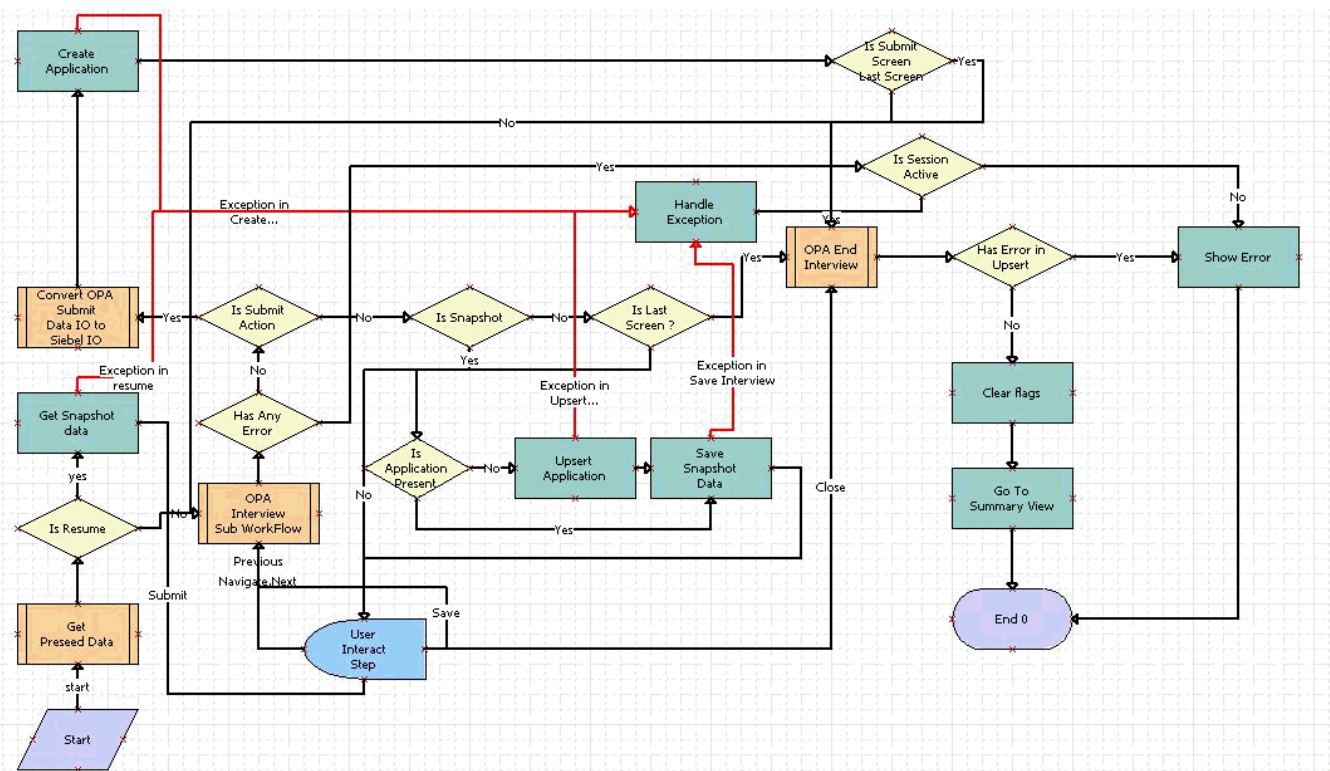 Create
Application
Is Submit
Screen
Last Screen
Yes
No
Yes
Is Session
Active
Handle
Exception
Exception in
Create...
No
Yes
OPA End
Interview
Has Error in
Upsert
Yes
Show Error
Yes
Convert OPA
Submit
Data IO to
Siebel IO
Yes
Is Submit
Action
No
Is Snapshot
No
Is Last
Screen ?
No
Yes
Exception in
resume
No
Exception in
Upsert...
Exception in
Save Interview
Clear flags
Get Snapshot
data
Has Any
Error
Is
Application
Present
No
Upsert
Application
Save
Snapshot
Data
yes
No
Close
Go To
Summary View
Is Resume
No
OPA
Interview
Sub WorkFlow
Yes
Previous
Navigate.Next
Submit
Save
Get
Preseed Data
User
Interact
Step
End 0
start
Start